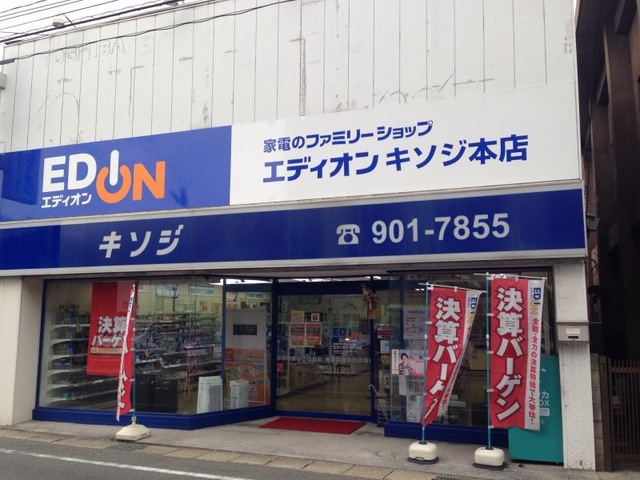 EDION
エディオン
家電のファミリーショップ
エディオン キソジ本店
キソジ
☎ 901-7855
決算
バーゲン
決算バーゲン
決算バーゲン
EDION